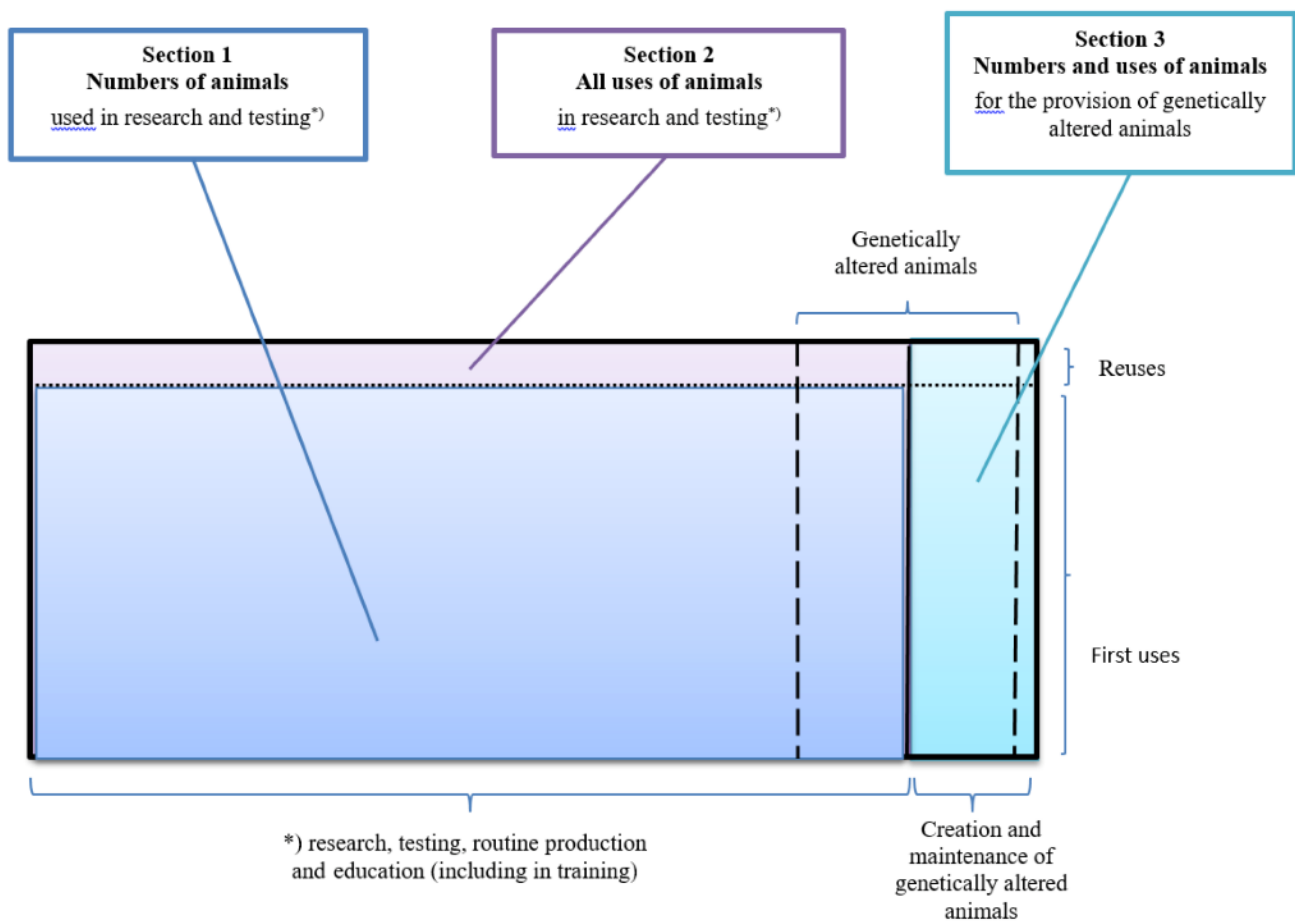 Section 1
Numbers of animals
used in research and testing*)
Section 2
All uses of animals
in research and testing*)
Section 3
Numbers and uses of animals
for the provision of genetically
altered animals
Genetically
altered animals
Reuses
First uses
*) research, testing, routine production
and education (including in training)
Creation and
maintenance of
genetically altered
animals